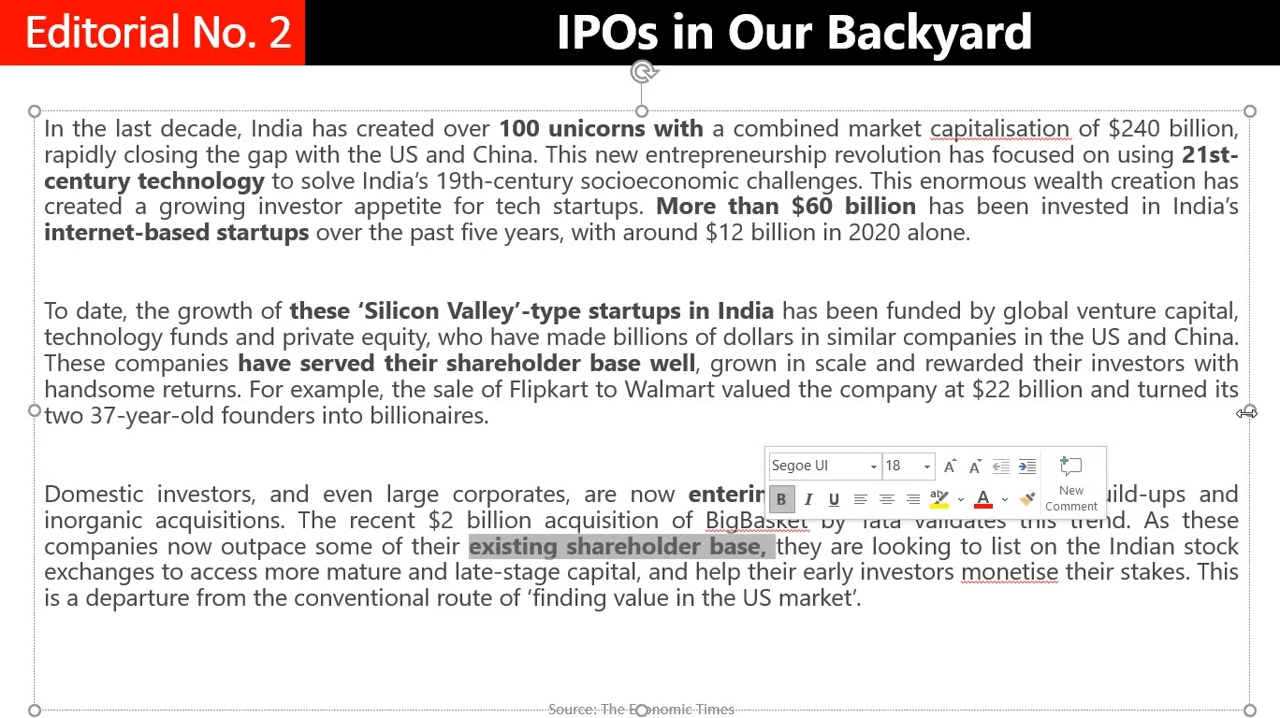 Editorial No. 2
IPOs in Our Backyard
In the last decade, India has created over 100 unicorns with a combined market capitalisation of $240 billion,
rapidly closing the gap with the US and China. This new entrepreneurship revolution has focused on using 21st-
century technology to solve India’s 19th-century socioeconomic challenges. This enormous wealth creation has
created a growing investor appetite for tech startups. More than $60 billion has been invested in India’s
internet-based startups over the past five years, with around $12 billion in 2020 alone.
To date, the growth of these ‘Silicon Valley’-type startups in India has been funded by global venture capital,
technology funds and private equity, who have made billions of dollars in similar companies in the US and China.
These companies have served their shareholder base well, grown in scale and rewarded their investors with
handsome returns. For example, the sale of Flipkart to Walmart valued the company at $22 billion and turned its
two 37-year-old founders into billionaires.
Segoe UI 18
B I U
New
Comment
Domestic investors, and even large corporates, are now ild-ups and
inorganic acquisitions. The recent $2 billion acquisition of BigBasket by Tata validates this trend. As these
companies now outpace some of their existing shareholder base, they are looking to list on the Indian stock
exchanges to access more mature and late-stage capital, and help their early investors monetise their stakes. This
is a departure from the conventional route of ‘finding value in the US market’.
Source: The Economic Times